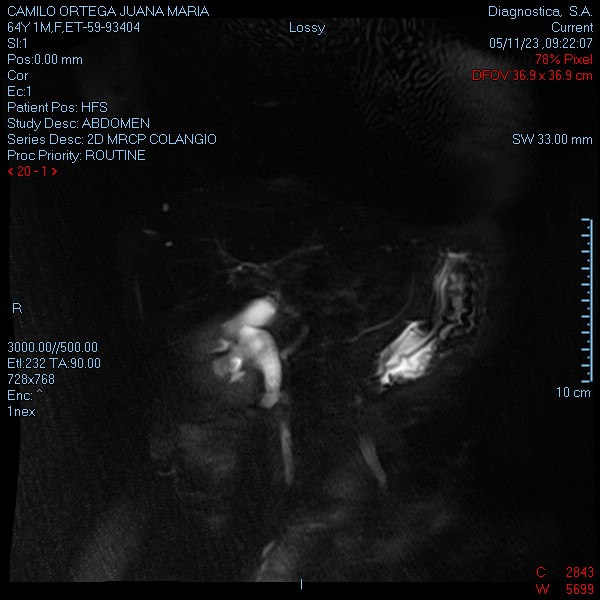 CAMILO ORTEGA JUANA MARIA
64Y 1M,F,ET-59-93404
Sl:1
Pos:0.00 mm
Cor
Ec:1
Patient Pos: HFS
Study Desc: ABDOMEN
Series Desc: 2D MRCP COLANGIO
Proc Priority: ROUTINE
< 20 - 1 >
Lossy
Diagnostica, S.A.
Current
05/11/23 ,09:22:07
78% Pixel
DFOV 36.9 x 36.9 cm
SW 33.00 mm
R
3000.00//500.00
Etl:232 TA:90.00
728x768
Enc: ^
1nex
10 cm
C 2843
W 5699